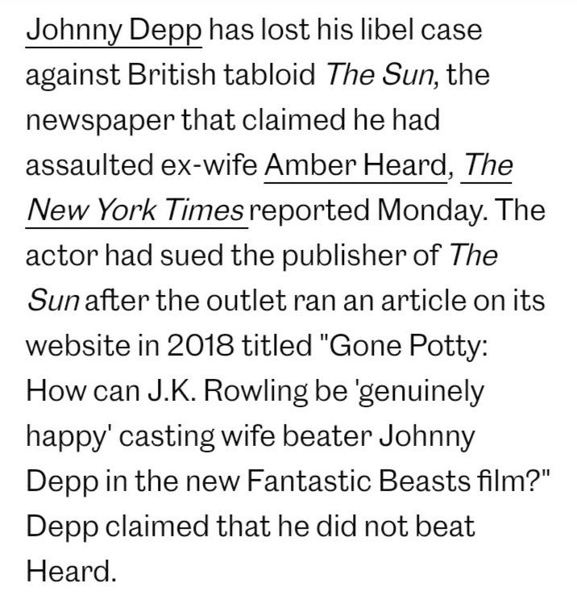 Johnny Depp has lost his libel case
against British tabloid The Sun, the
newspaper that claimed he had
assaulted ex-wife Amber Heard, The
New York Times reported Monday. The
actor had sued the publisher of The
Sun after the outlet ran an article on its
website in 2018 titled "Gone Potty:
How can J.K. Rowling be 'genuinely
happy' casting wife beater Johnny
Depp in the new Fantastic Beasts film?"
Depp claimed that he did not beat
Heard.